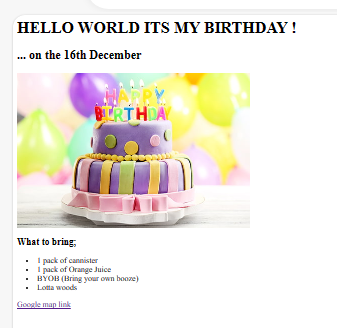 HELLO WORLD ITS MY BIRTHDAY !
... on the 16th December
HAPPY
BIRTHDAY
What to bring;
1 pack of cannister
1 pack of Orange Juice
BYOB (Bring your own booze)
Lotta woods
Google map link